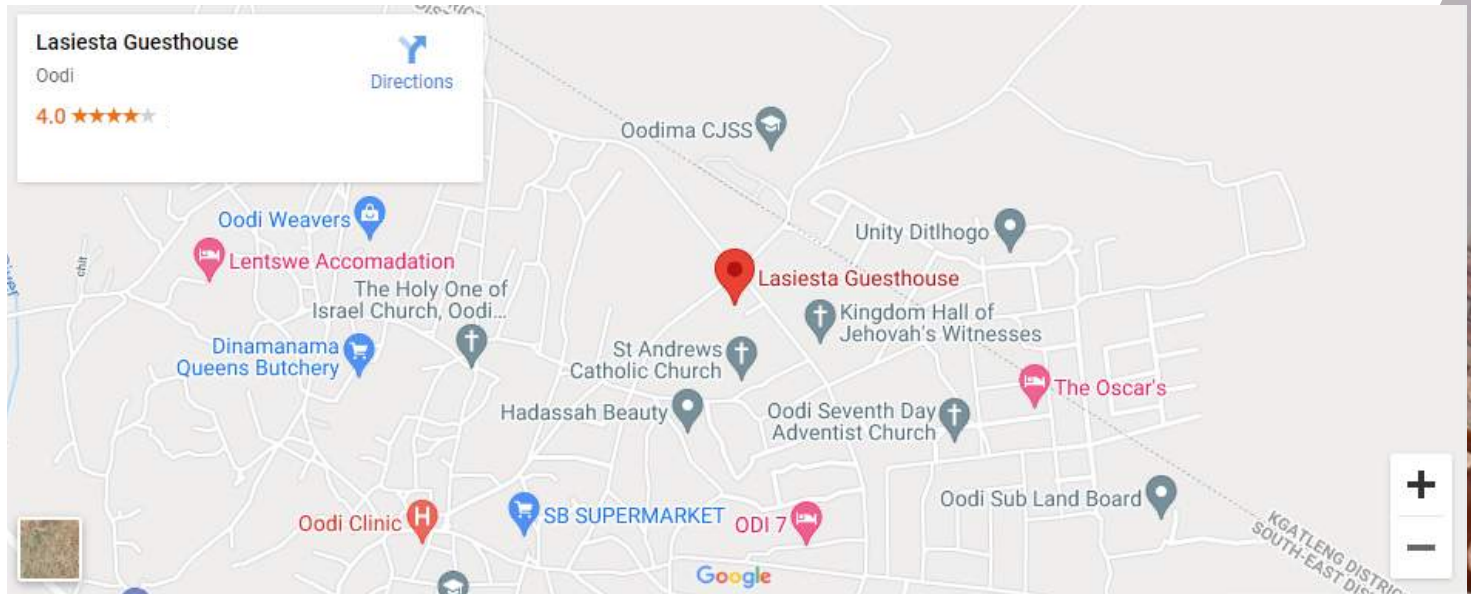 Lasiesta Guesthouse
Oodi
4.0
Directions
Oodima CJSS
Oodi Weavers
Unity Ditlhogo
Lentswe Accomadation
chit
Lasiesta Guesthouse
The Holy One of
Israel Church, Oodi...
Kingdom Hall of
Jehovah's Witnesses
Dinamanama
Queens Butchery
St Andrews
Catholic Church
The Oscar's
Hadassah Beauty
Oodi Seventh Day
Adventist Church
Oodi Sub Land Board
Oodi Clinic
H
SB SUPERMARKET
ODI 7
KGATLENG DISTRIC
SOUTH-EAST DIS
Google
+
−